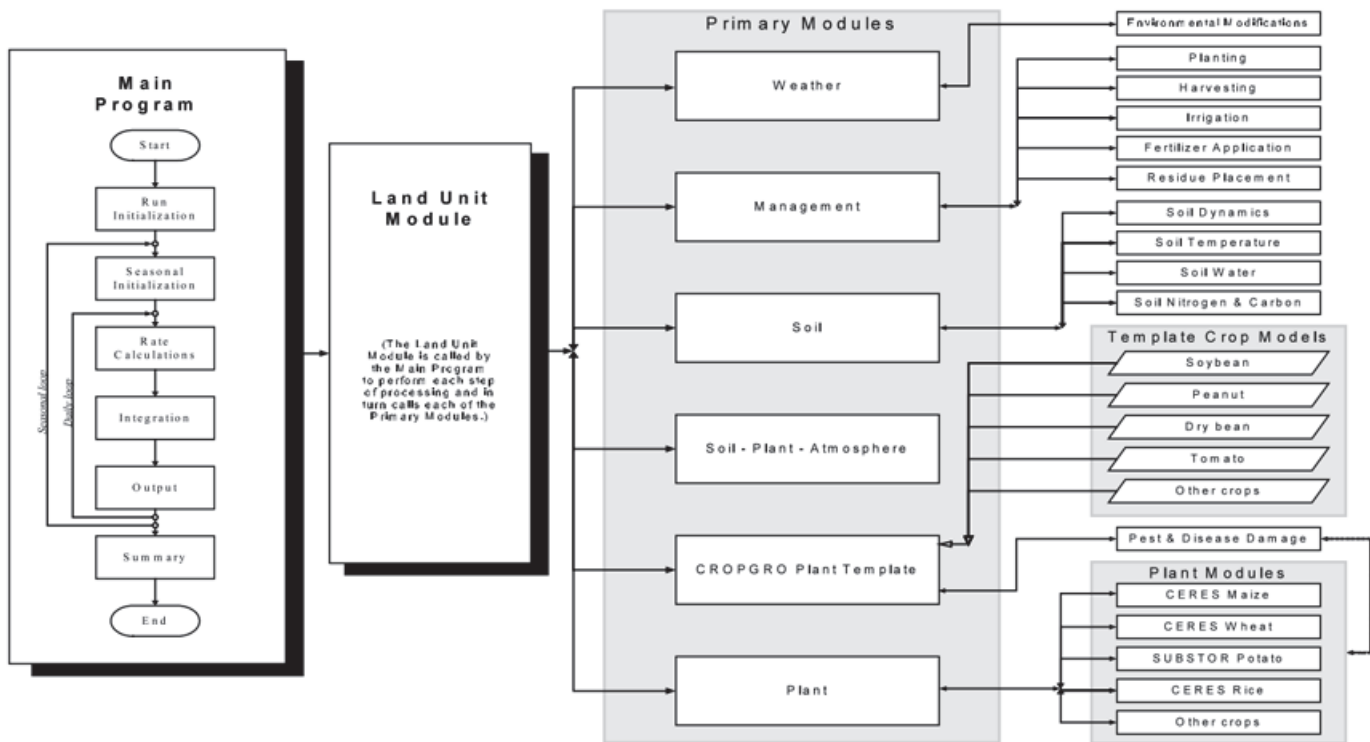 Main
Program
Start
Run
Initialization
Seasonal
Initialization
Rate
Calculations
Integration
Output
Summary
End
Seasonal loop
Daily loop
Land Unit
Module
(The Land Unit
Module is called by
the Main Program
to perform each step
of processing and in
turn calls each of the
Primary Modules.)
Primary Modules
Weather
Management
Soil
Soil - Plant - Atmosphere
CROPGRO Plant Template
Plant
Environmental Modifications
Planting
Harvesting
Irrigation
Fertilizer Application
Residue Placement
Soil Dynamics
Soil Temperature
Soil Water
Soil Nitrogen & Carbon
Template Crop Models
Soybean
Peanut
Dry bean
Tomato
Other crops
Pest & Disease Damage
Plant Modules
CERES Maize
CERES Wheat
SUBSTOR Potato
CERES Rice
Other crops